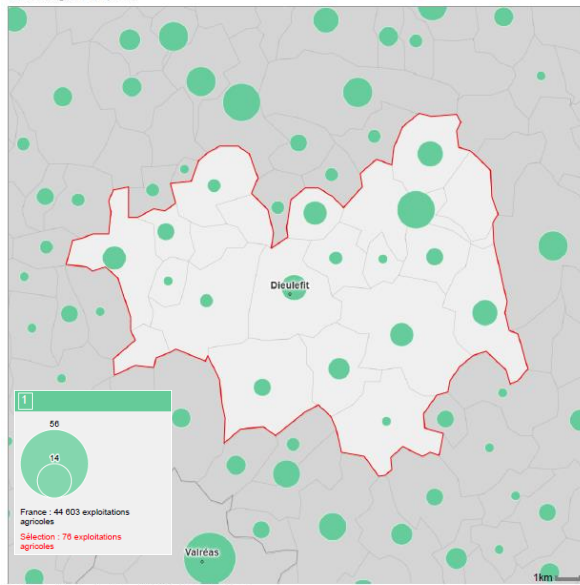 Dieulefit
1
56
14
France : 44 603 exploitations
agricoles
Sélection : 76 exploitations
agricoles
Valréas
1km